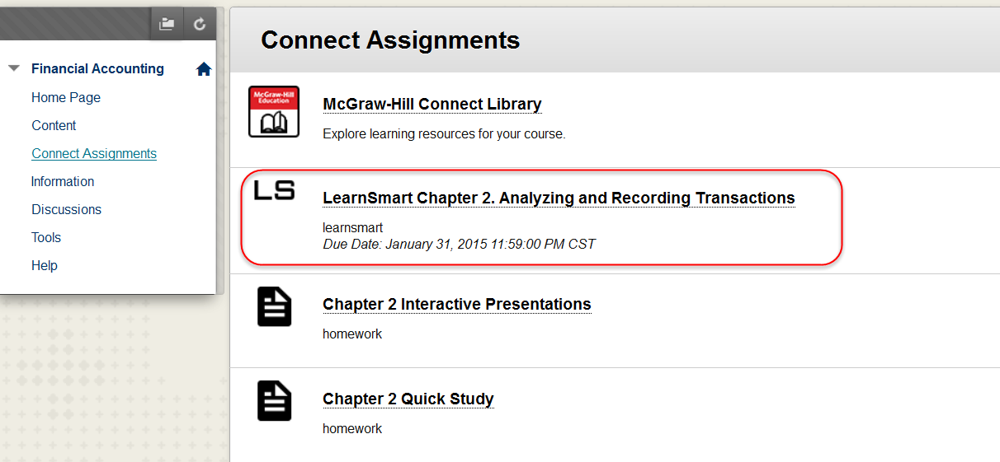 Financial Accounting
Home Page
Content
Connect Assignments
Information
Discussions
Tools
Help
Connect Assignments
McGraw-Hill
Education
McGraw-Hill Connect Library
Explore learning resources for your course.
LS
LearnSmart Chapter 2. Analyzing and Recording Transactions
learnsmart
Due Date: January 31, 2015 11:59:00 PM CST
Chapter 2 Interactive Presentations
homework
Chapter 2 Quick Study
homework